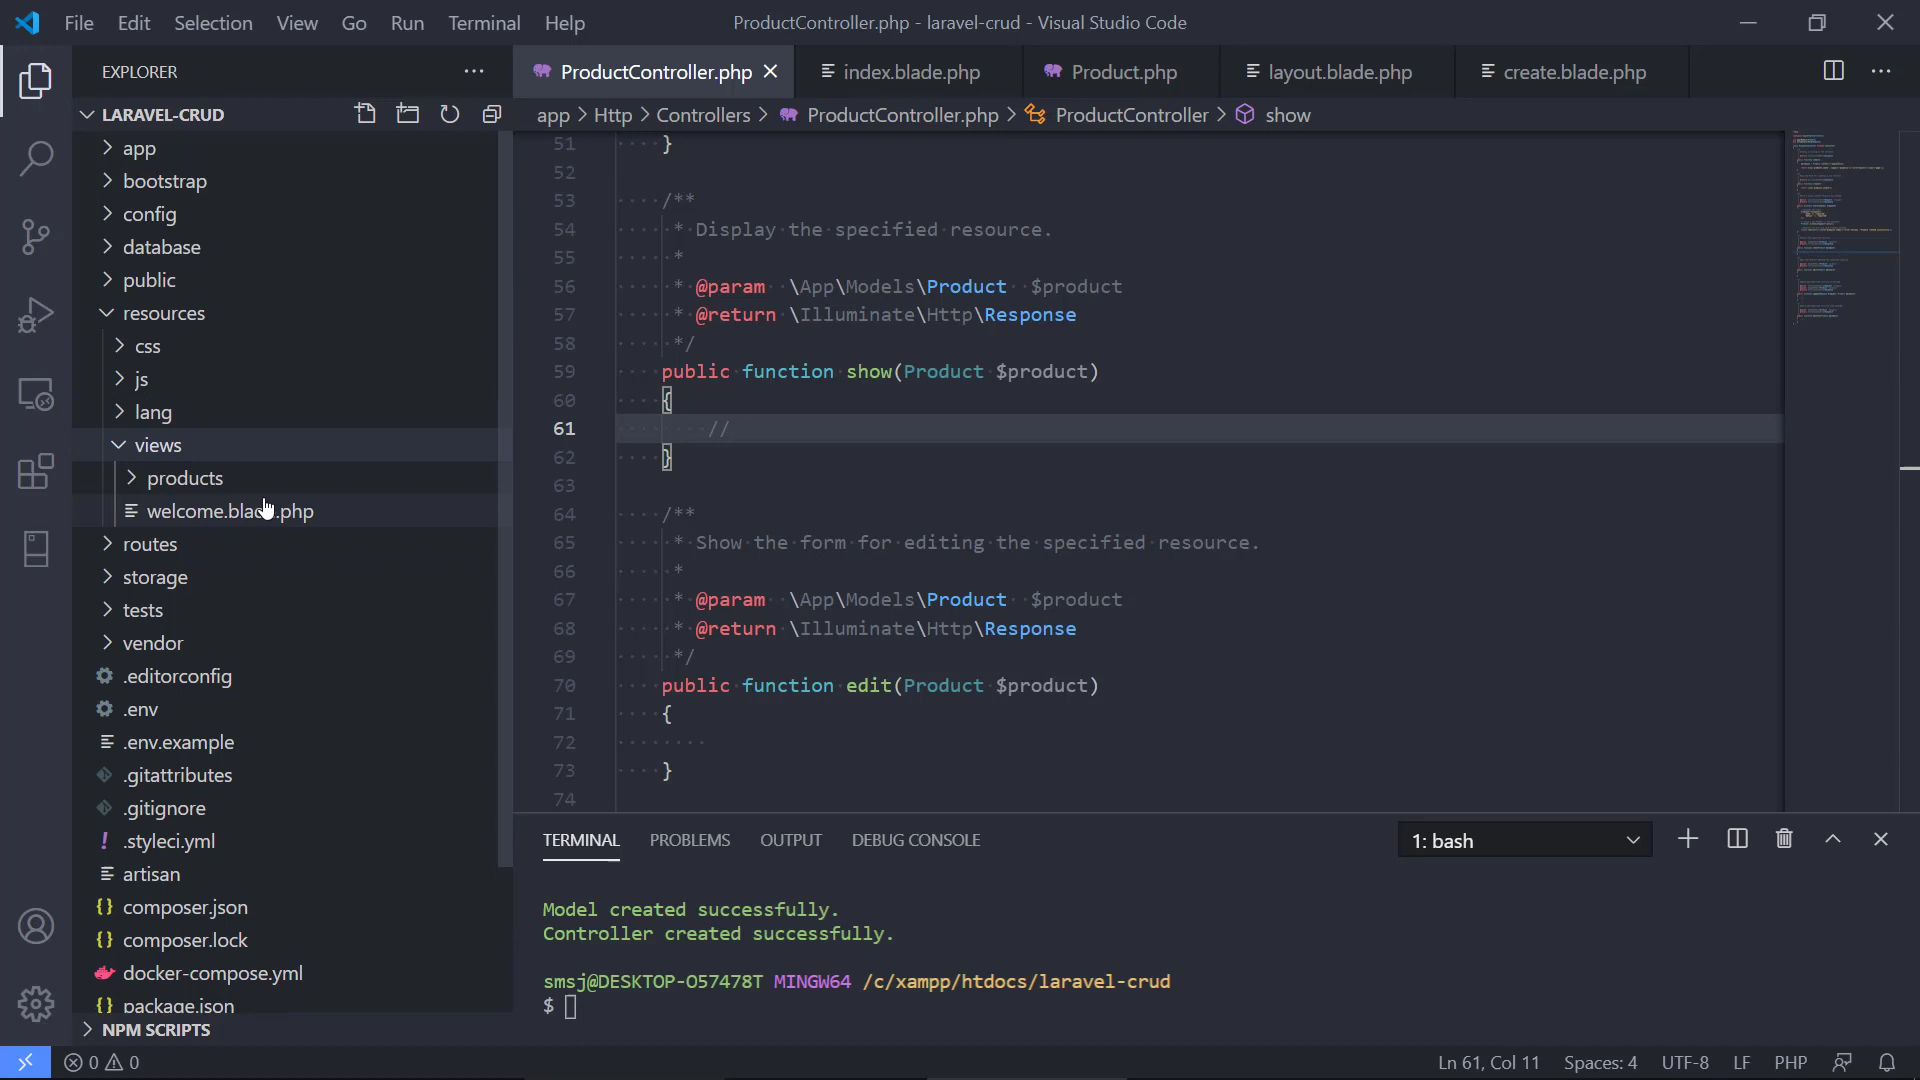 File Edit Selection View Go Run Terminal Help
ProductController.php - laravel-crud - Visual Studio Code
EXPLORER
LARAVEL-CRUD
app
bootstrap
config
database
public
resources
css
js
lang
views
products
welcome.blade.php
routes
storage
tests
vendor
.editorconfig
.env
.env.example
.gitattributes
.gitignore
.styleci.yml
artisan
composer.json
composer.lock
docker-compose.yml
package.json
NPM SCRIPTS
ProductController.php index.blade.php Product.php layout.blade.php create.blade.php
app > Http > Controllers > ProductController.php > ProductController > show
51 }
52
53 /**
54 * Display the specified resource.
55 *
56 * @param \App\Models\Product $product
57 * @return \Illuminate\Http\Response
58 */
59 public function show(Product $product)
60 {
61 //
62 }
63
64 /**
65 * Show the form for editing the specified resource.
66 *
67 * @param \App\Models\Product $product
68 * @return \Illuminate\Http\Response
69 */
70 public function edit(Product $product)
71 {
72
73 }
74
TERMINAL PROBLEMS OUTPUT DEBUG CONSOLE 1: bash
Model created successfully.
Controller created successfully.
smsj@DESKTOP-O57478T MINGW64 /c/xampp/htdocs/laravel-crud
$
0 0 Ln 61, Col 11 Spaces: 4 UTF-8 LF PHP